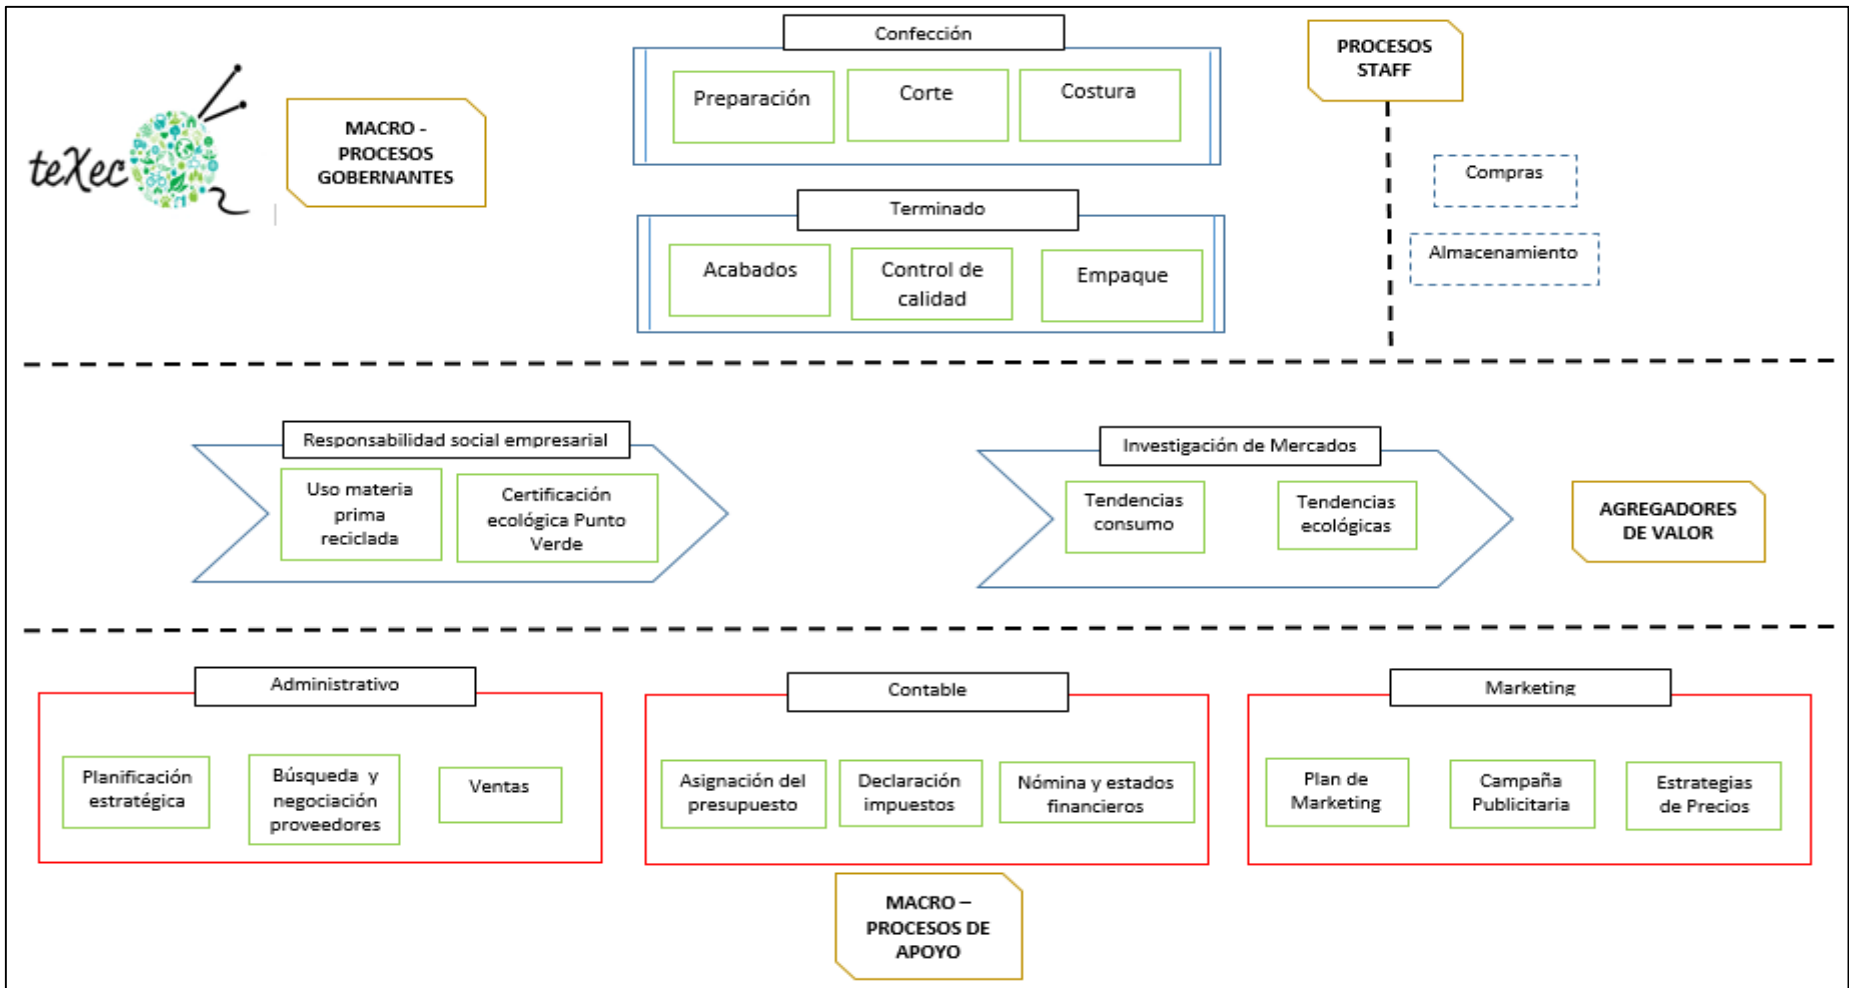 teXec
MACRO -
PROCESOS
GOBERNANTES
Confección
Preparación
Corte
Costura
Terminado
Acabados
Control de
calidad
Empaque
PROCESOS
STAFF
Compras
Almacenamiento
Responsabilidad social empresarial
Uso materia
prima
reciclada
Certificación
ecológica Punto
Verde
Investigación de Mercados
Tendencias
consumo
Tendencias
ecológicas
AGREGADORES
DE VALOR
Administrativo
Planificación
estratégica
Búsqueda y
negociación
proveedores
Ventas
Contable
Asignación del
presupuesto
Declaración
impuestos
Nómina y estados
financieros
Marketing
Plan de
Marketing
Campaña
Publicitaria
Estrategias
de Precios
MACRO –
PROCESOS DE
APOYO